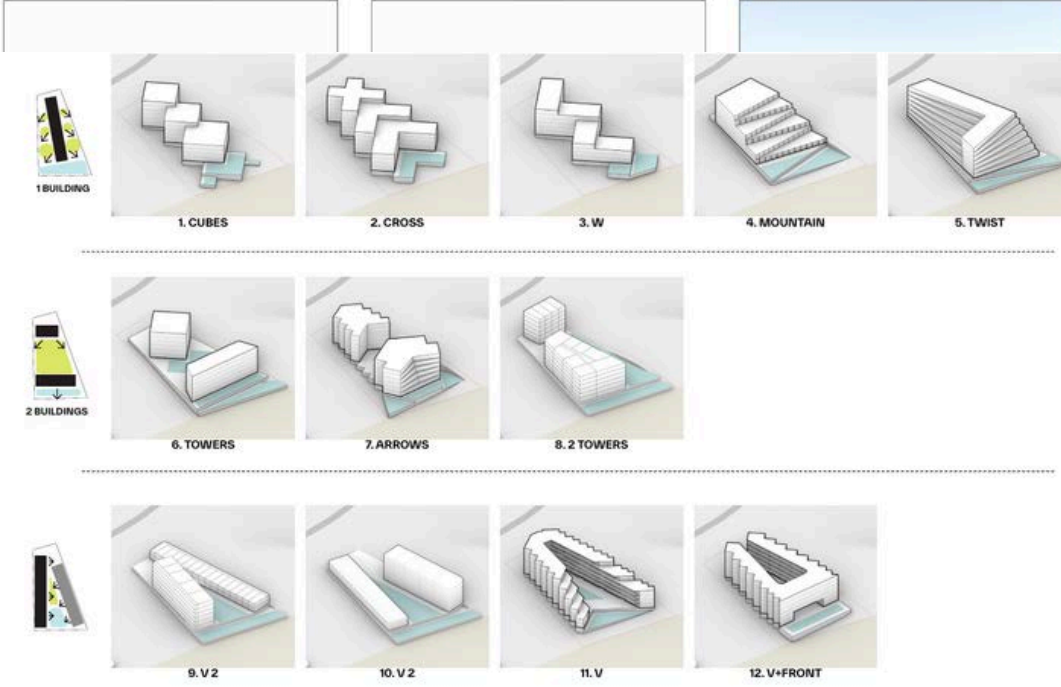 1 BUILDING
1. CUBES
2. CROSS
3. W
4. MOUNTAIN
5. TWIST
2 BUILDINGS
6. TOWERS
7. ARROWS
8. 2 TOWERS
9. V 2
10. V 2
11. V
12. V+FRONT